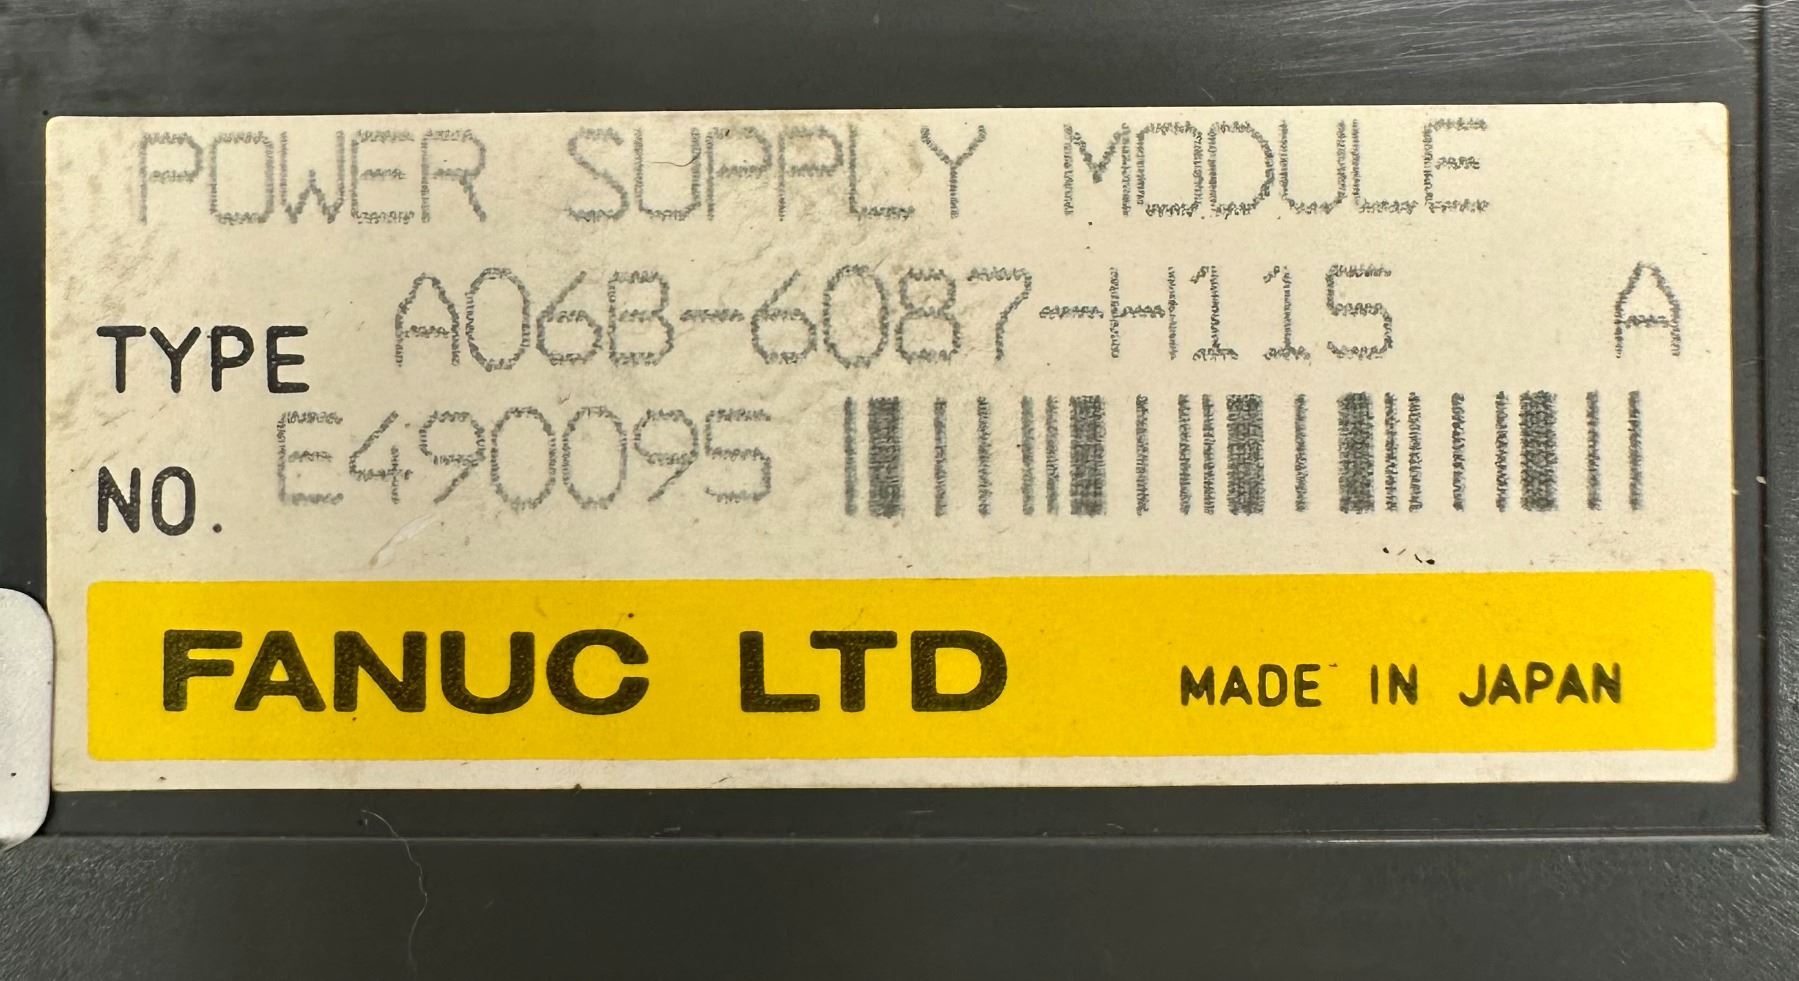 POWER SUPPLY MODULE
TYPE A06B-6087-H115 A
NO. E490095
FANUC LTD MADE IN JAPAN